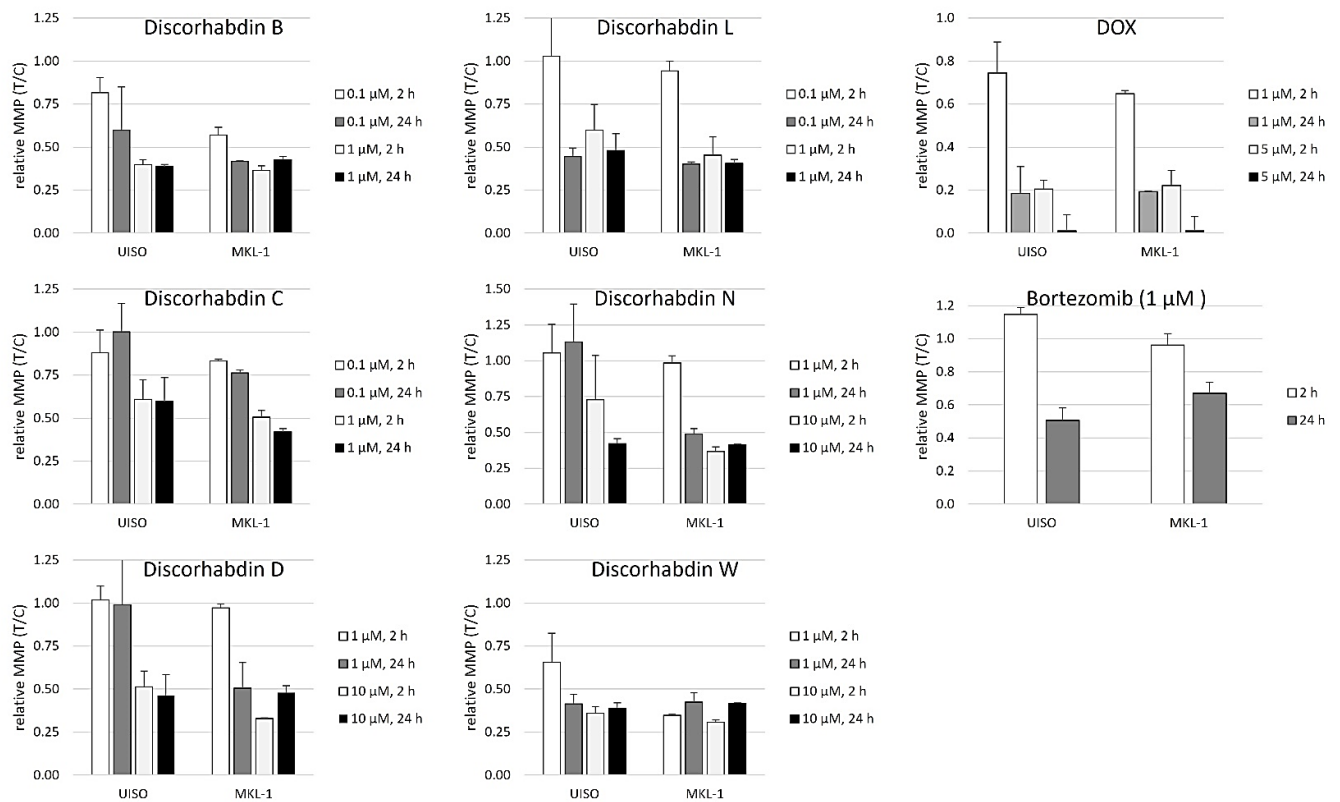 Discorhabdin B
relative MMP (T/C)
1.25
1.00
0.75
0.50
0.25
0.00
UISO MKL-1
0.1 µM, 2 h
0.1 µM, 24 h
1 µM, 2 h
1 µM, 24 h
Discorhabdin L
relative MMP (T/C)
1.25
1.00
0.75
0.50
0.25
0.00
UISO MKL-1
0.1 µM, 2 h
0.1 µM, 24 h
1 µM, 2 h
1 µM, 24 h
DOX
relative MMP (T/C)
1.0
0.8
0.6
0.4
0.2
0.0
UISO MKL-1
1 µM, 2 h
1 µM, 24 h
5 µM, 2 h
5 µM, 24 h
Discorhabdin C
relative MMP (T/C)
1.25
1.00
0.75
0.50
0.25
0.00
UISO MKL-1
0.1 µM, 2 h
0.1 µM, 24 h
1 µM, 2 h
1 µM, 24 h
Discorhabdin N
relative MMP (T/C)
1.50
1.25
1.00
0.75
0.50
0.25
0.00
UISO MKL-1
1 µM, 2 h
1 µM, 24 h
10 µM, 2 h
10 µM, 24 h
Bortezomib (1 µM )
relative MMP (T/C)
1.2
1.0
0.8
0.6
0.4
0.2
0.0
UISO MKL-1
2 h
24 h
Discorhabdin D
relative MMP (T/C)
1.25
1.00
0.75
0.50
0.25
0.00
UISO MKL-1
1 µM, 2 h
1 µM, 24 h
10 µM, 2 h
10 µM, 24 h
Discorhabdin W
relative MMP (T/C)
1.25
1.00
0.75
0.50
0.25
0.00
UISO MKL-1
1 µM, 2 h
1 µM, 24 h
10 µM, 2 h
10 µM, 24 h